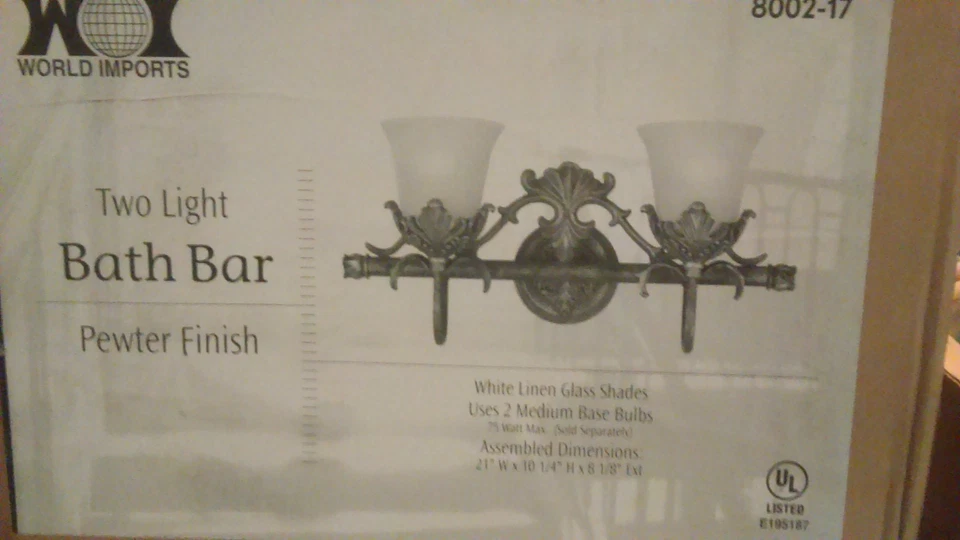 8002-17
WOI
WORLD IMPORTS
Two Light
Bath Bar
Pewter Finish
White Linen Glass Shades
Uses 2 Medium Base Bulbs
75 Watt Max. (Sold Separately)
Assembled Dimensions:
21" W x 10 1/4" H x 8 1/8" Ext
UL
LISTED
E195187